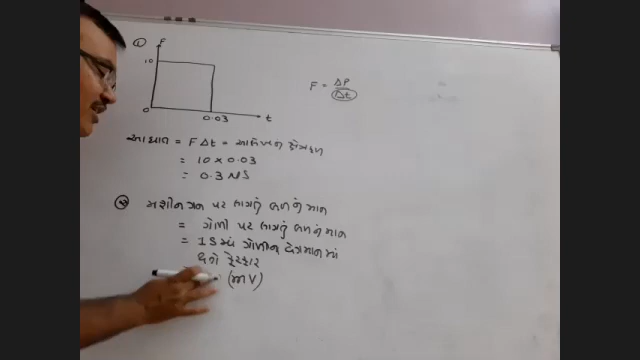 ① F
10
0 0.03 t
F = ΔP / Δt
આઘાત = FΔt = આલેખનું ક્ષેત્રફળ
= 10 × 0.03
= 0.3 NS
② મશીનગન પર લાગતું બળનું માન
= ગોળી પર લાગતું બળનું માન
= 1S માં ગોળીના વેગમાનમાં
થતો ફેરફાર
(mV)